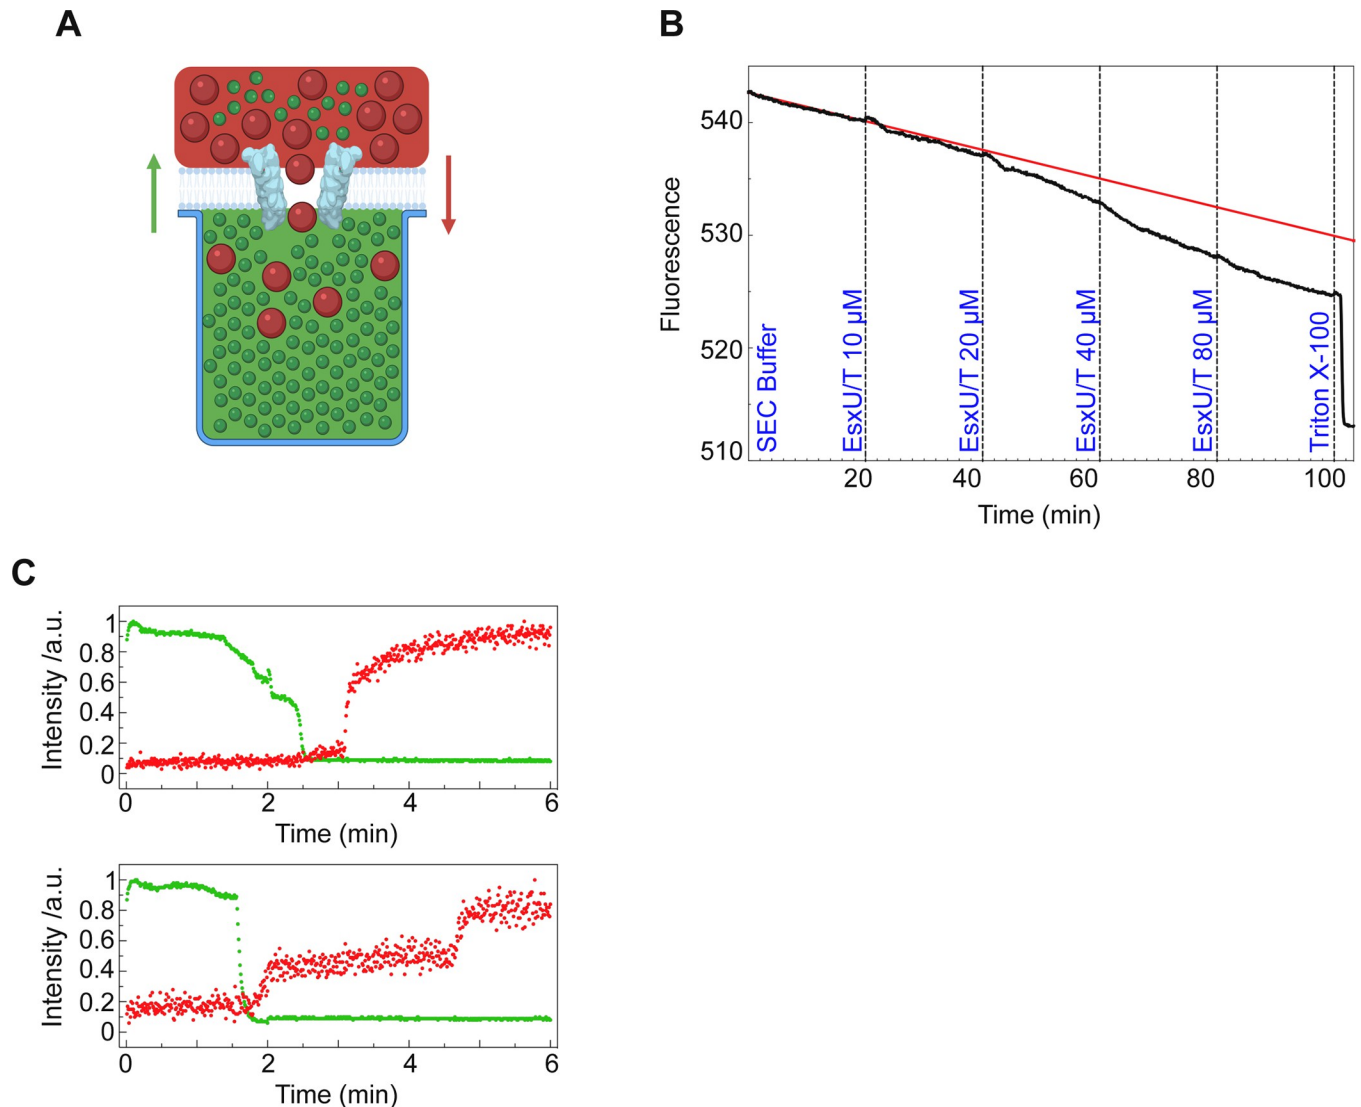 A
B
540
530
520
510
Fluorescence
SEC Buffer
EsxU/T 10 µM
EsxU/T 20 µM
EsxU/T 40 µM
EsxU/T 80 µM
Triton X-100
20
40
60
80
100
Time (min)
C
1
0.8
0.6
0.4
0.2
0
Intensity /a.u.
0
2
4
6
Time (min)
1
0.8
0.6
0.4
0.2
0
Intensity /a.u.
0
2
4
6
Time (min)